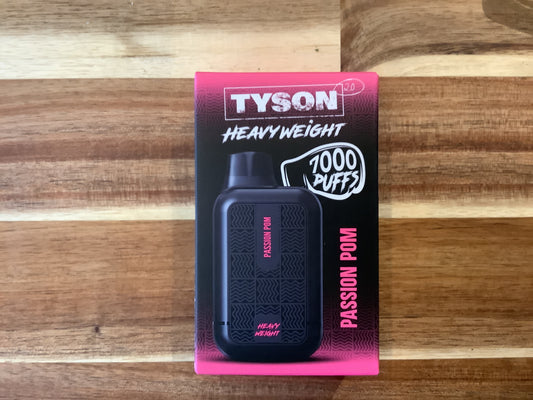 TYSON
2.0
HEAVYWEIGHT
7000
PUFFS
PASSION POM
PASSION POM
HEAVY
WEIGHT